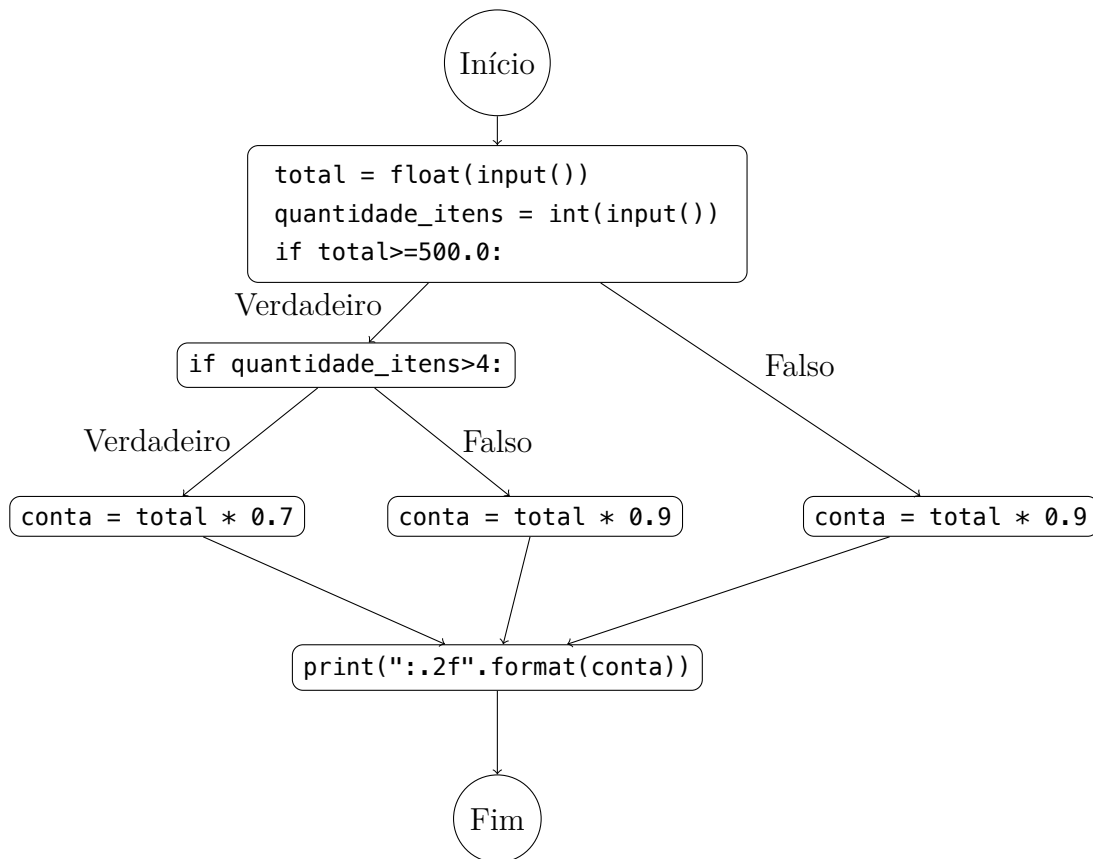 Início
total = float(input())
quantidade_itens = int(input())
if total>=500.0:
Verdadeiro
Falso
if quantidade_itens>4:
Verdadeiro
Falso
conta = total * 0.7
conta = total * 0.9
conta = total * 0.9
print(":.2f".format(conta))
Fim